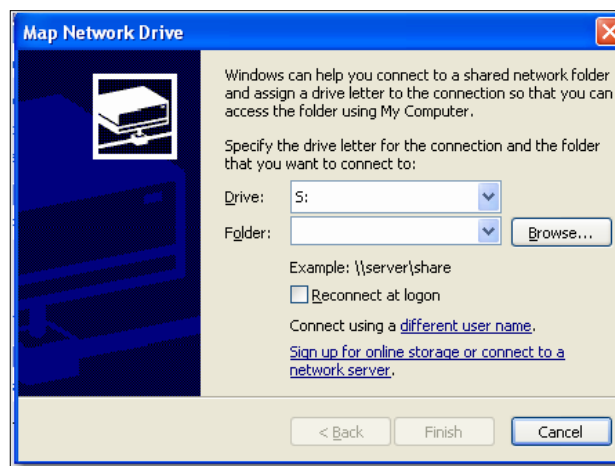 Map Network Drive
Windows can help you connect to a shared network folder
and assign a drive letter to the connection so that you can
access the folder using My Computer.
Specify the drive letter for the connection and the folder
that you want to connect to:
Drive: S:
Folder: Browse...
Example: \\server\share
Reconnect at logon
Connect using a different user name.
Sign up for online storage or connect to a
network server.
< Back Finish Cancel